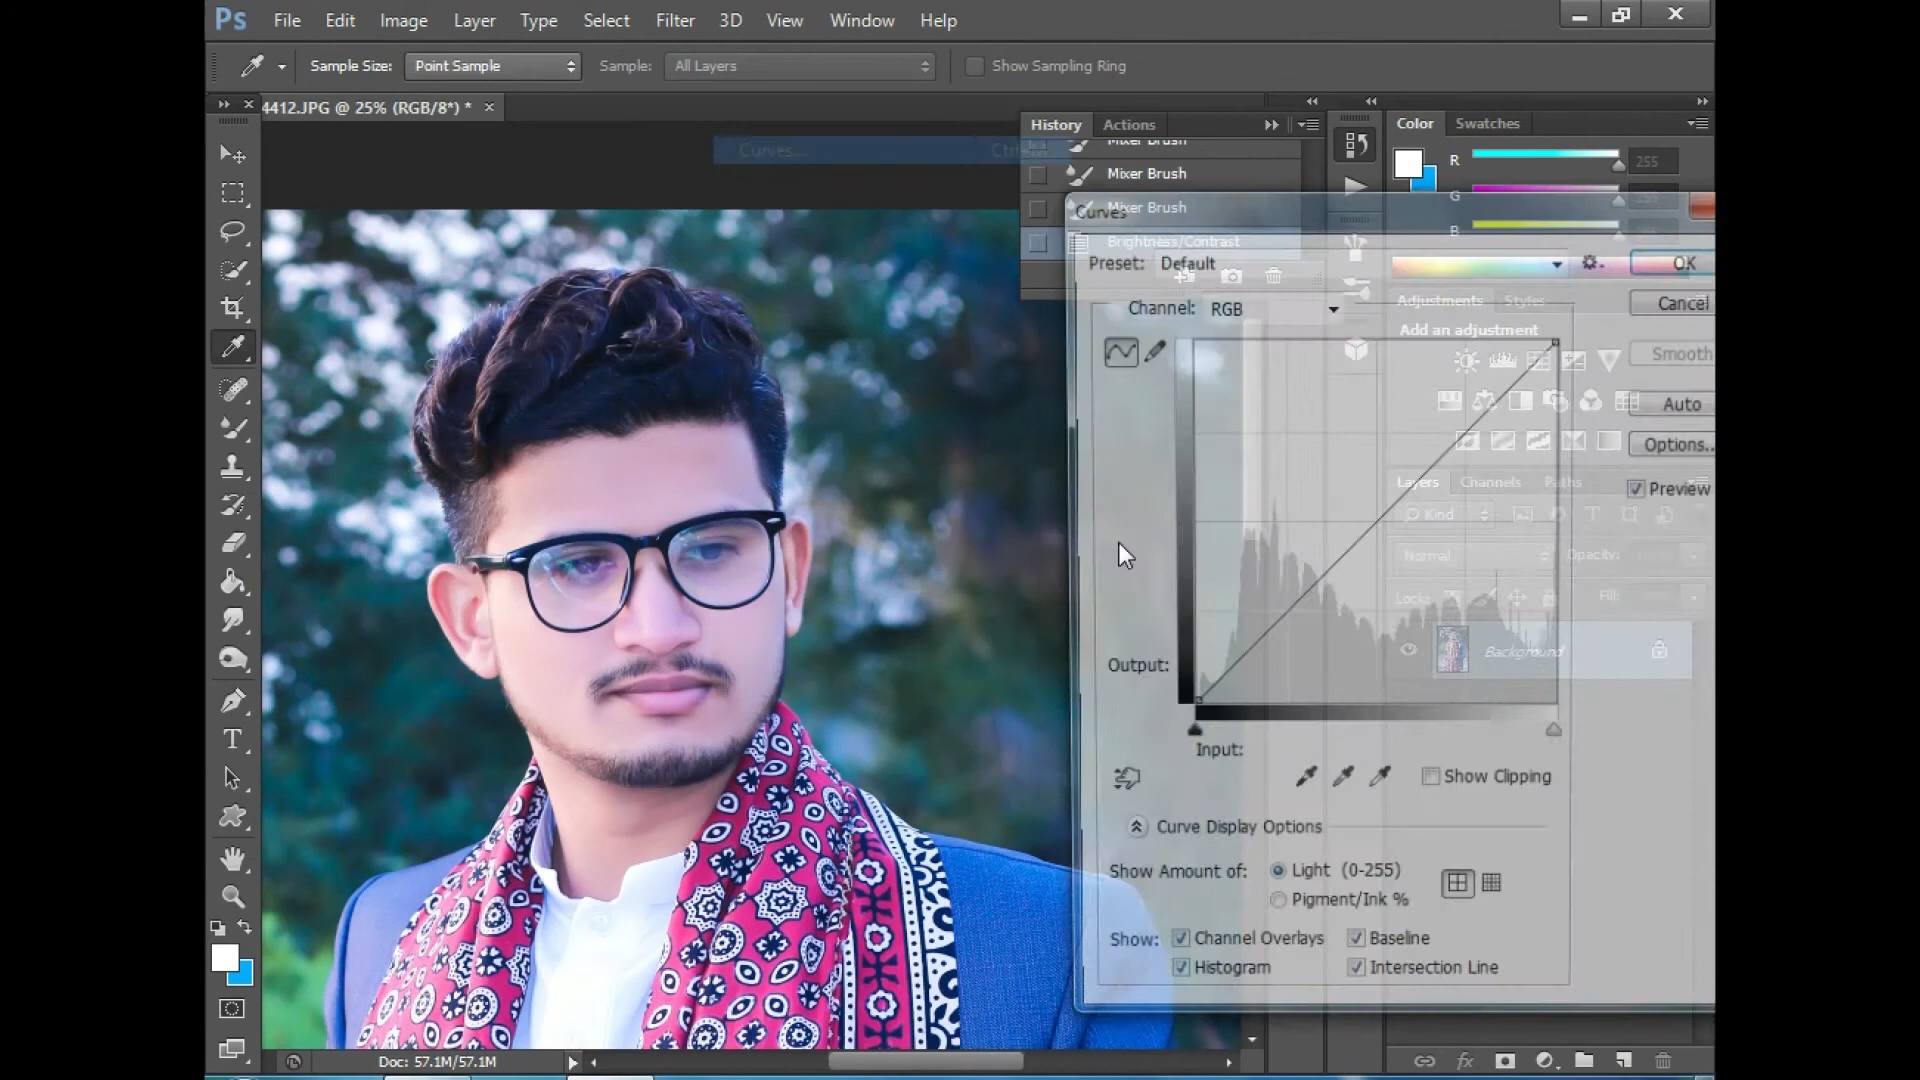 Ps File Edit Image Layer Type Select Filter 3D View Window Help
Sample Size: Point Sample Sample: All Layers Show Sampling Ring
4412.JPG @ 25% (RGB/8*) * ×
History Actions
Color Swatches
Mixer Brush
Curves...
R 255
Mixer Brush
G 255
Mixer Brush
Curves
B
Brightness/Contrast
Preset: Default
OK
Adjustments Styles
Cancel
Channel: RGB
Add an adjustment
Smooth
Auto
Options...
Layers Channels Paths
Preview
Kind
Normal Opacity:
Lock: Fill:
Background
Output:
Input:
Show Clipping
Curve Display Options
Show Amount of: Light (0-255)
Pigment/Ink %
Show: Channel Overlays Baseline
Histogram Intersection Line
T
fx
Doc: 57.1M/57.1M